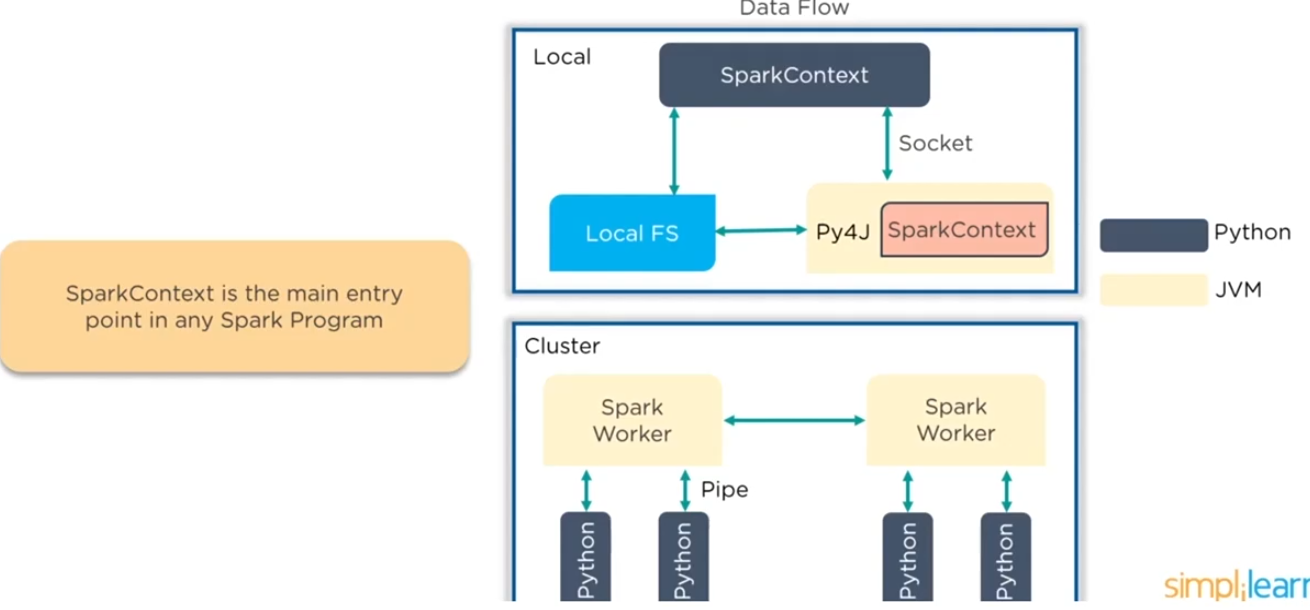 Data Flow
Local
SparkContext
Socket
Local FS
Py4J
SparkContext
Python
JVM
SparkContext is the main entry
point in any Spark Program
Cluster
Spark
Worker
Spark
Worker
Pipe
Python
Python
Python
Python
simplilearn